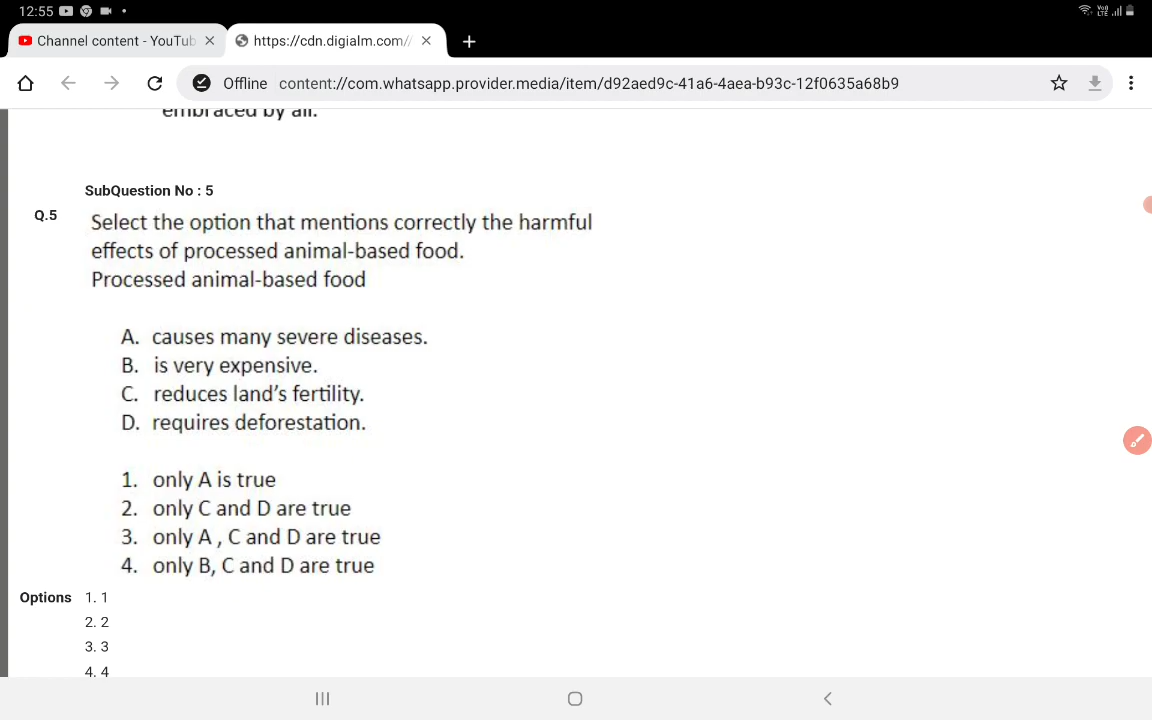 12:55
Channel content - YouTub
https://cdn.digialm.com//
Offline content://com.whatsapp.provider.media/item/d92aed9c-41a6-4aea-b93c-12f0635a68b9
embraced by all.
SubQuestion No : 5
Q.5 Select the option that mentions correctly the harmful
effects of processed animal-based food.
Processed animal-based food
A. causes many severe diseases.
B. is very expensive.
C. reduces land's fertility.
D. requires deforestation.
1. only A is true
2. only C and D are true
3. only A , C and D are true
4. only B, C and D are true
Options 1. 1
2. 2
3. 3
4. 4